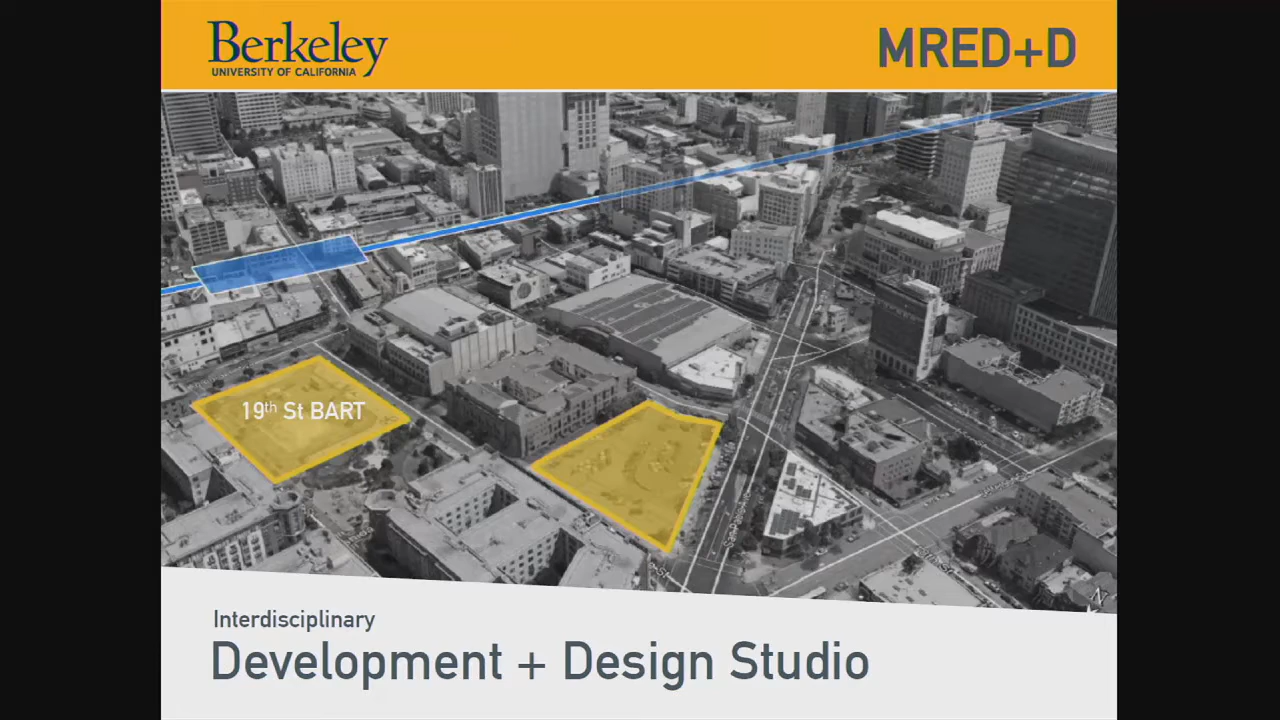 Berkeley
UNIVERSITY OF CALIFORNIA
MRED+D
19th St BART
N
Interdisciplinary
Development + Design Studio